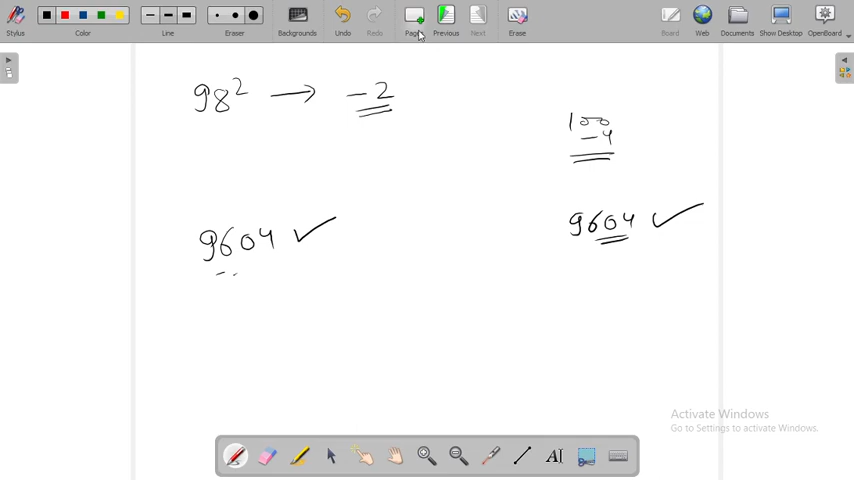 Stylus
Color
Line
Eraser
Backgrounds
Undo
Redo
Pages
Previous
Next
Erase
Board
Web
Documents
Show Desktop
OpenBoard
98² → -2
100
-4
9604 ✓
9604 ✓
Activate Windows
Go to Settings to activate Windows.